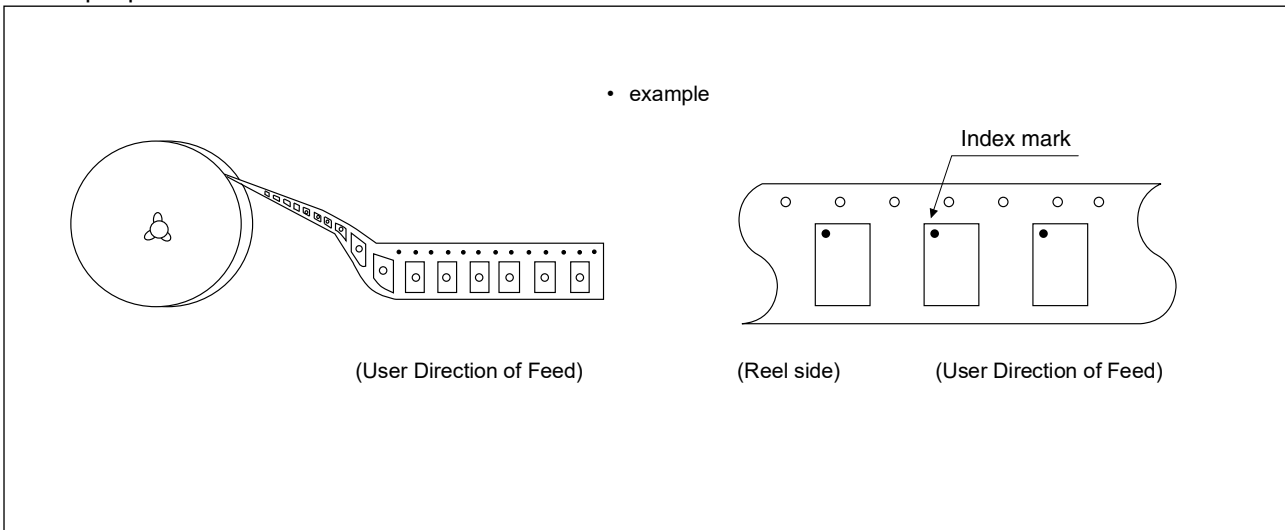 • example
Index mark
(User Direction of Feed)
(Reel side)
(User Direction of Feed)